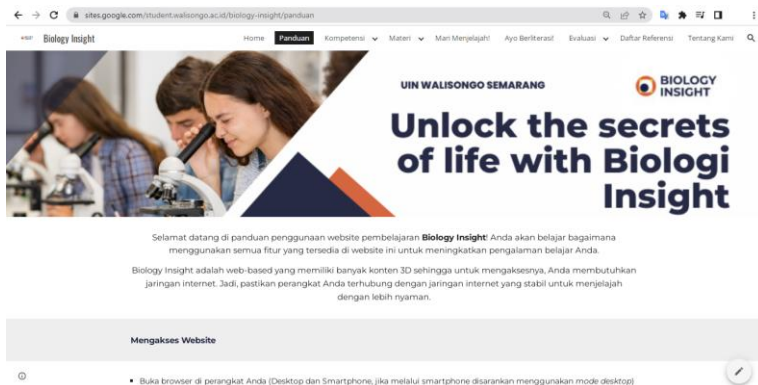 sites.google.com/student.walisongo.ac.id/biology-insight/panduan
Biology Insight Home Panduan Kompetensi Materi Mari Menjelajah! Ayo Berliterasi! Evaluasi Daftar Referensi Tentang Kami
UIN WALISONGO SEMARANG
BIOLOGY
INSIGHT
Unlock the secrets
of life with Biologi
Insight
Selamat datang di panduan penggunaan website pembelajaran Biology Insight! Anda akan belajar bagaimana
menggunakan semua fitur yang tersedia di website ini untuk meningkatkan pengalaman belajar Anda.
Biology Insight adalah web-based yang memiliki banyak konten 3D sehingga untuk mengaksesnya, Anda membutuhkan
jaringan internet. Jadi, pastikan perangkat Anda terhubung dengan jaringan internet yang stabil untuk menjelajah
dengan lebih nyaman.
Mengakses Website
▪ Buka browser di perangkat Anda (Desktop dan Smartphone, jika melalui smartphone disarankan menggunakan mode desktop)